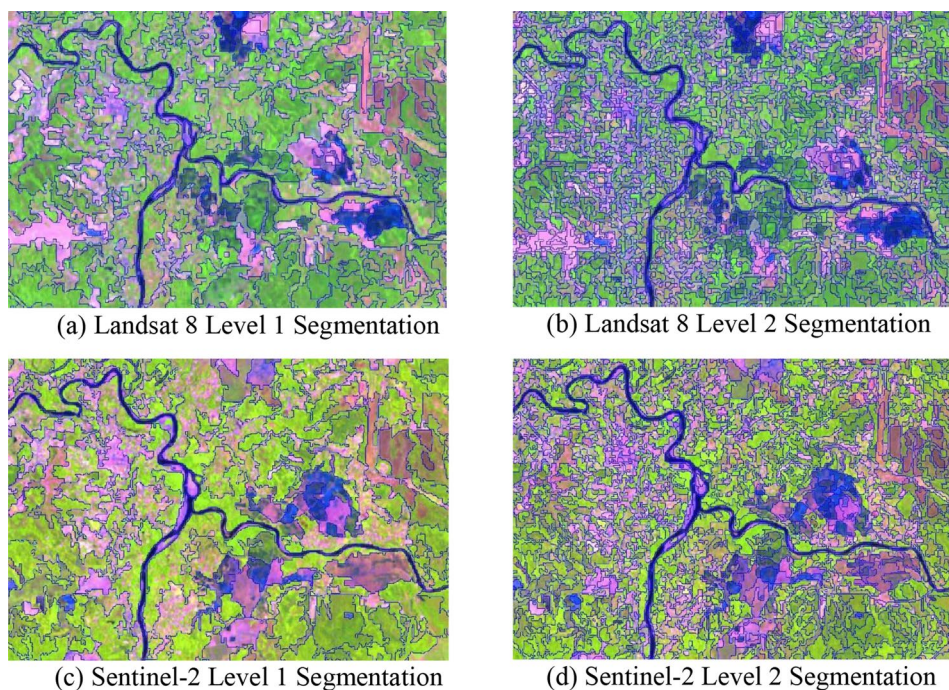 (a) Landsat 8 Level 1 Segmentation
(b) Landsat 8 Level 2 Segmentation
(c) Sentinel-2 Level 1 Segmentation
(d) Sentinel-2 Level 2 Segmentation